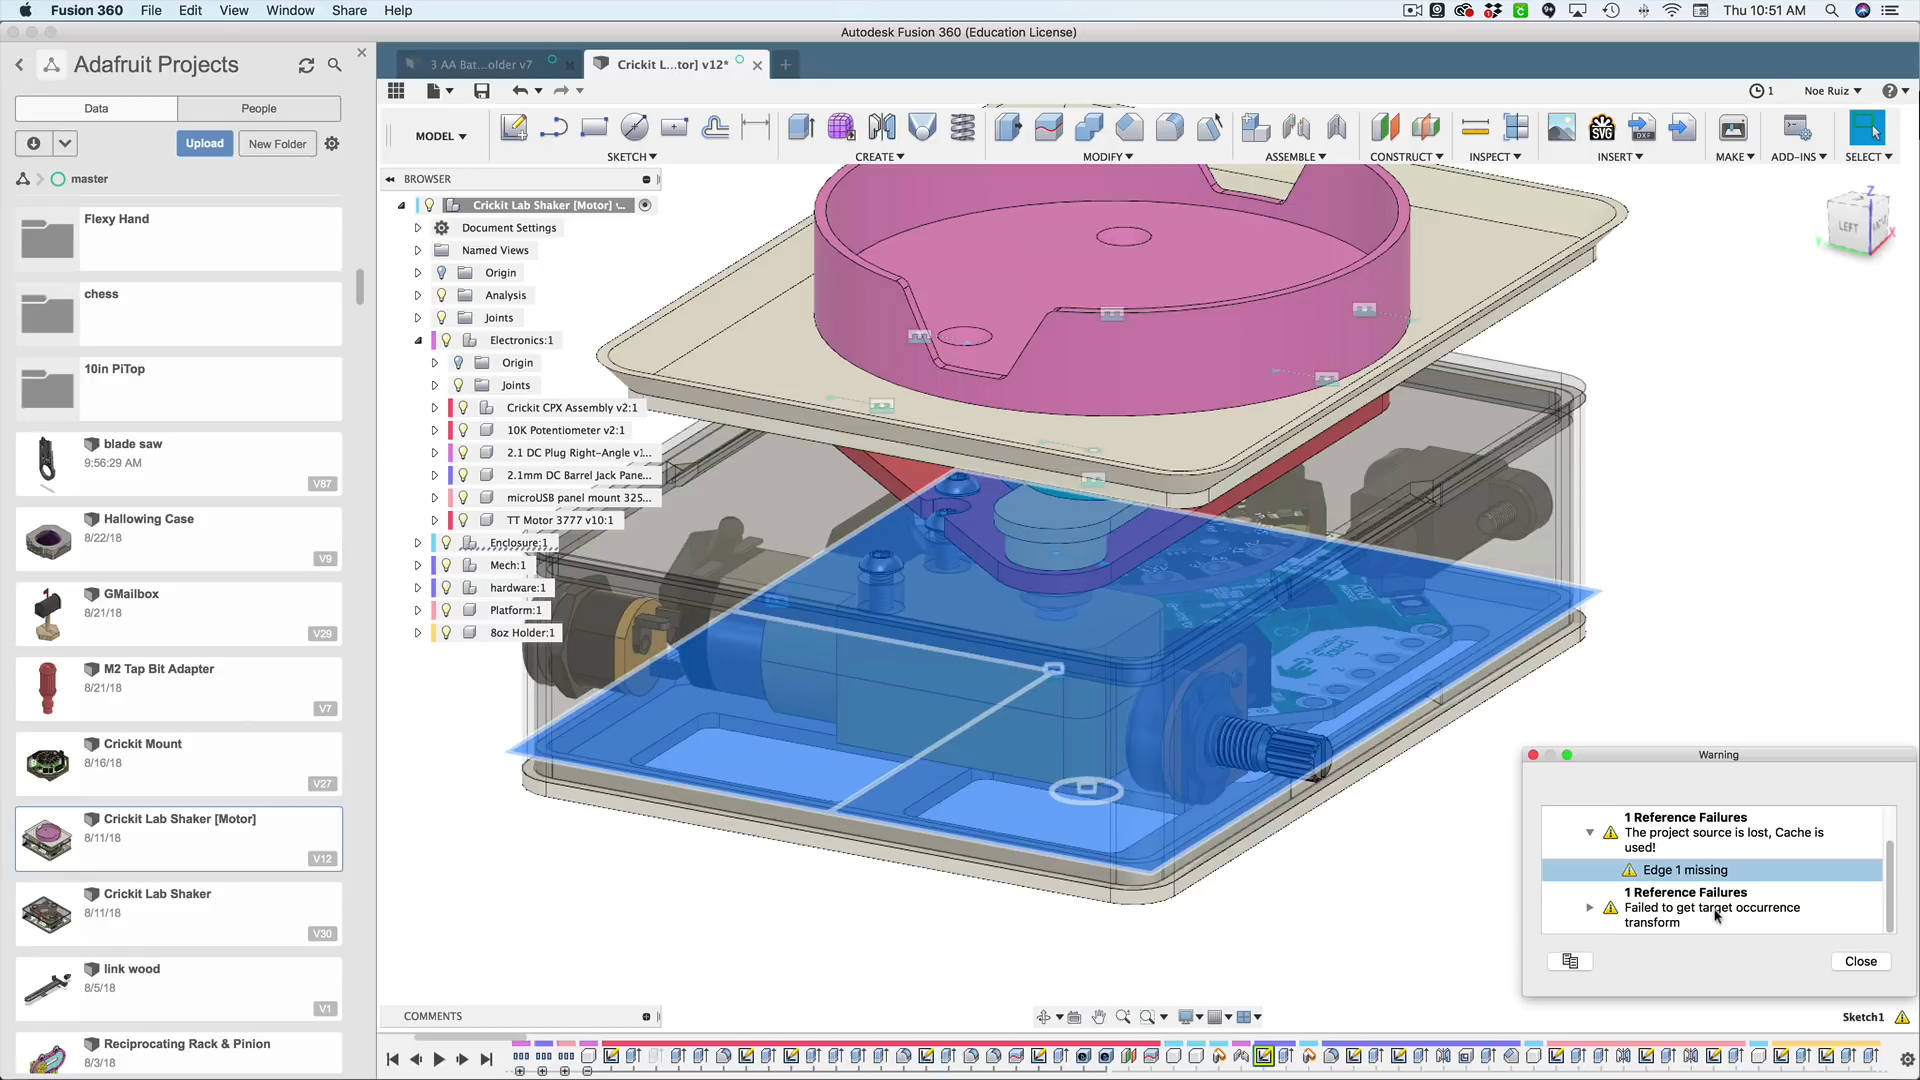 Fusion 360 File Edit View Window Share Help
Thu 10:51 AM
Autodesk Fusion 360 (Education License)
Adafruit Projects
3 AA Bat...older v7
Crickit L...tor] v12*
1
Noe Ruiz
Data People
Upload New Folder
master
MODEL
SKETCH CREATE MODIFY ASSEMBLE CONSTRUCT INSPECT INSERT MAKE ADD-INS SELECT
SVG
DXF
BROWSER
Crickit Lab Shaker [Motor] v...
Document Settings
Named Views
Origin
Analysis
Joints
Electronics:1
Origin
Joints
Crickit CPX Assembly v2:1
10K Potentiometer v2:1
2.1 DC Plug Right-Angle v1...
2.1mm DC Barrel Jack Pane...
microUSB panel mount 325...
TT Motor 3777 v10:1
Enclosure:1
Mech:1
hardware:1
Platform:1
8oz Holder:1
Z
LEFT
X
Y
Flexy Hand
chess
10in PiTop
blade saw
9:56:29 AM
V87
Hallowing Case
8/22/18
V9
GMailbox
8/21/18
V29
M2 Tap Bit Adapter
8/21/18
V7
Crickit Mount
8/16/18
V27
Crickit Lab Shaker [Motor]
8/11/18
V12
Crickit Lab Shaker
8/11/18
V30
link wood
8/5/18
V1
Reciprocating Rack & Pinion
8/3/18
Warning
1 Reference Failures
The project source is lost, Cache is
used!
Edge 1 missing
1 Reference Failures
Failed to get target occurrence
transform
Close
COMMENTS
Sketch1